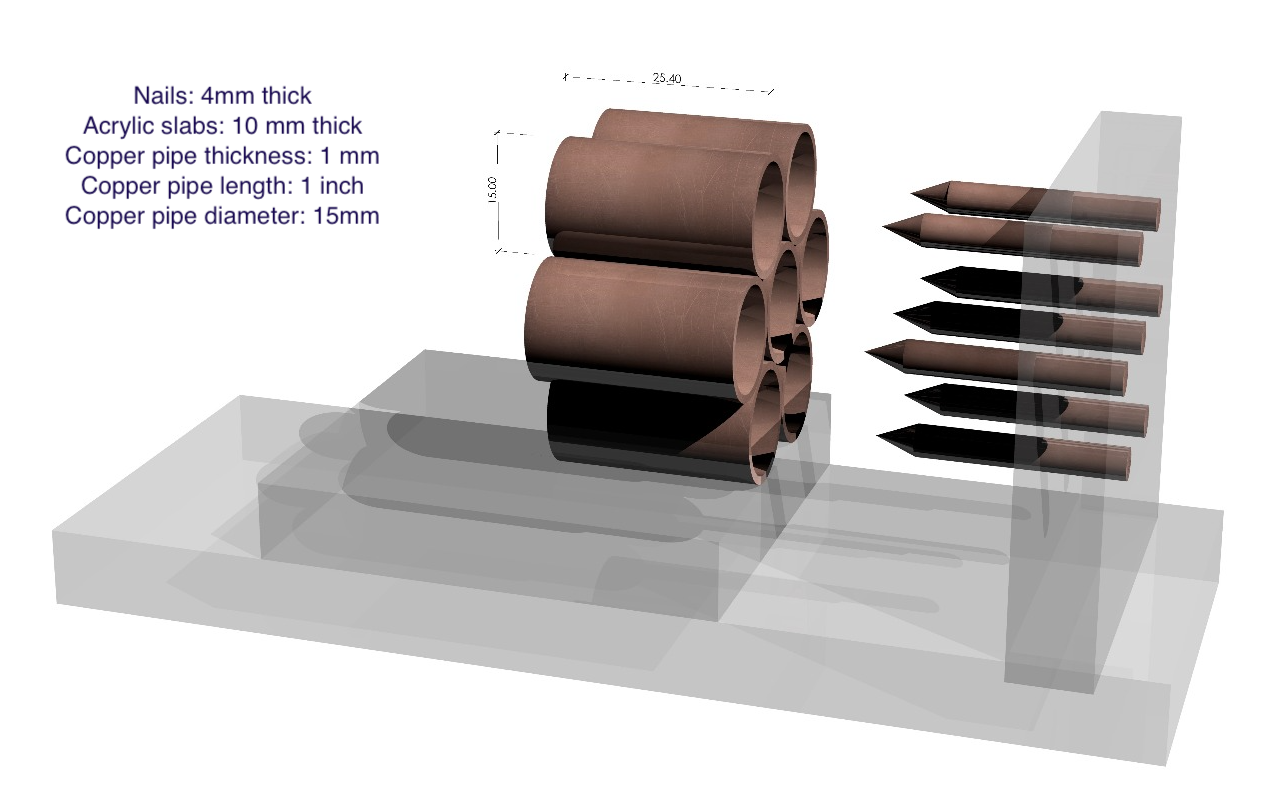 Nails: 4mm thick
Acrylic slabs: 10 mm thick
Copper pipe thickness: 1 mm
Copper pipe length: 1 inch
Copper pipe diameter: 15mm
25.40
15.00